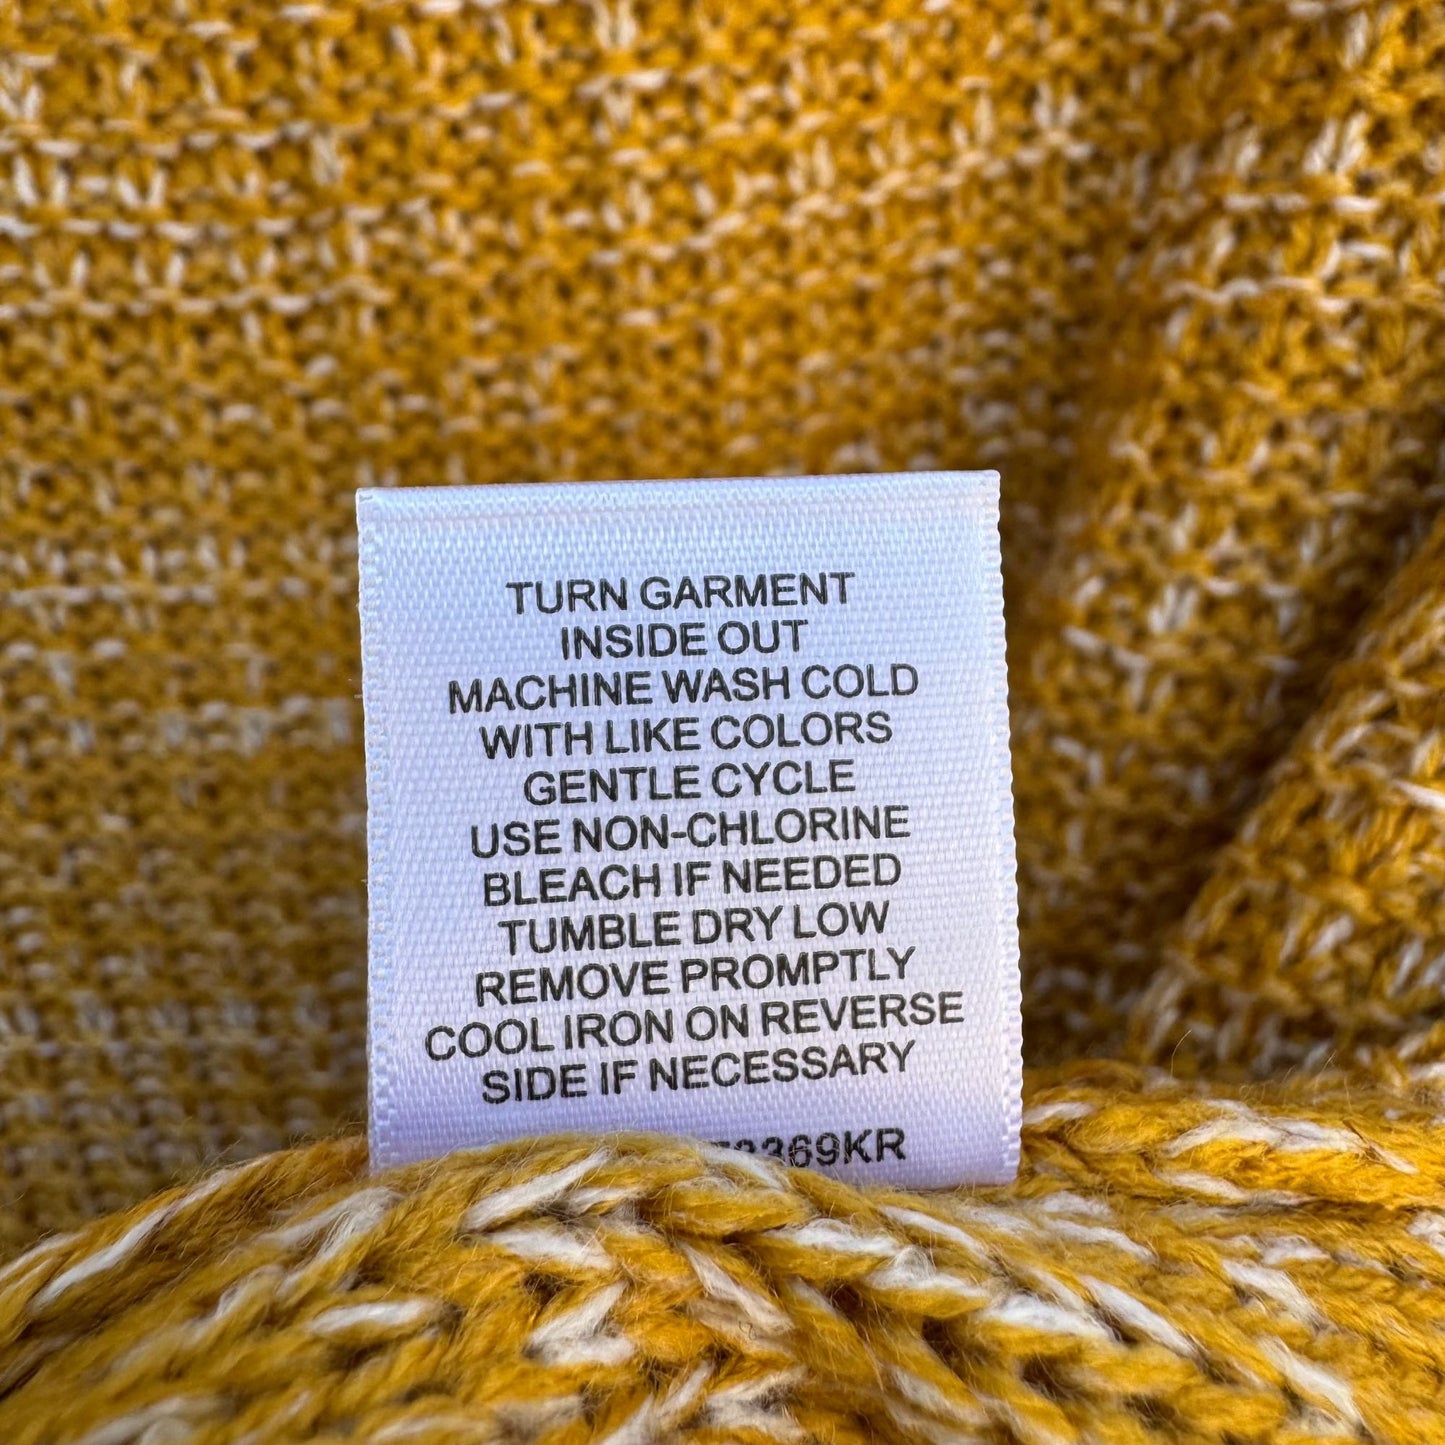 TURN GARMENT
INSIDE OUT
MACHINE WASH COLD
WITH LIKE COLORS
GENTLE CYCLE
USE NON-CHLORINE
BLEACH IF NEEDED
TUMBLE DRY LOW
REMOVE PROMPTLY
COOL IRON ON REVERSE
SIDE IF NECESSARY